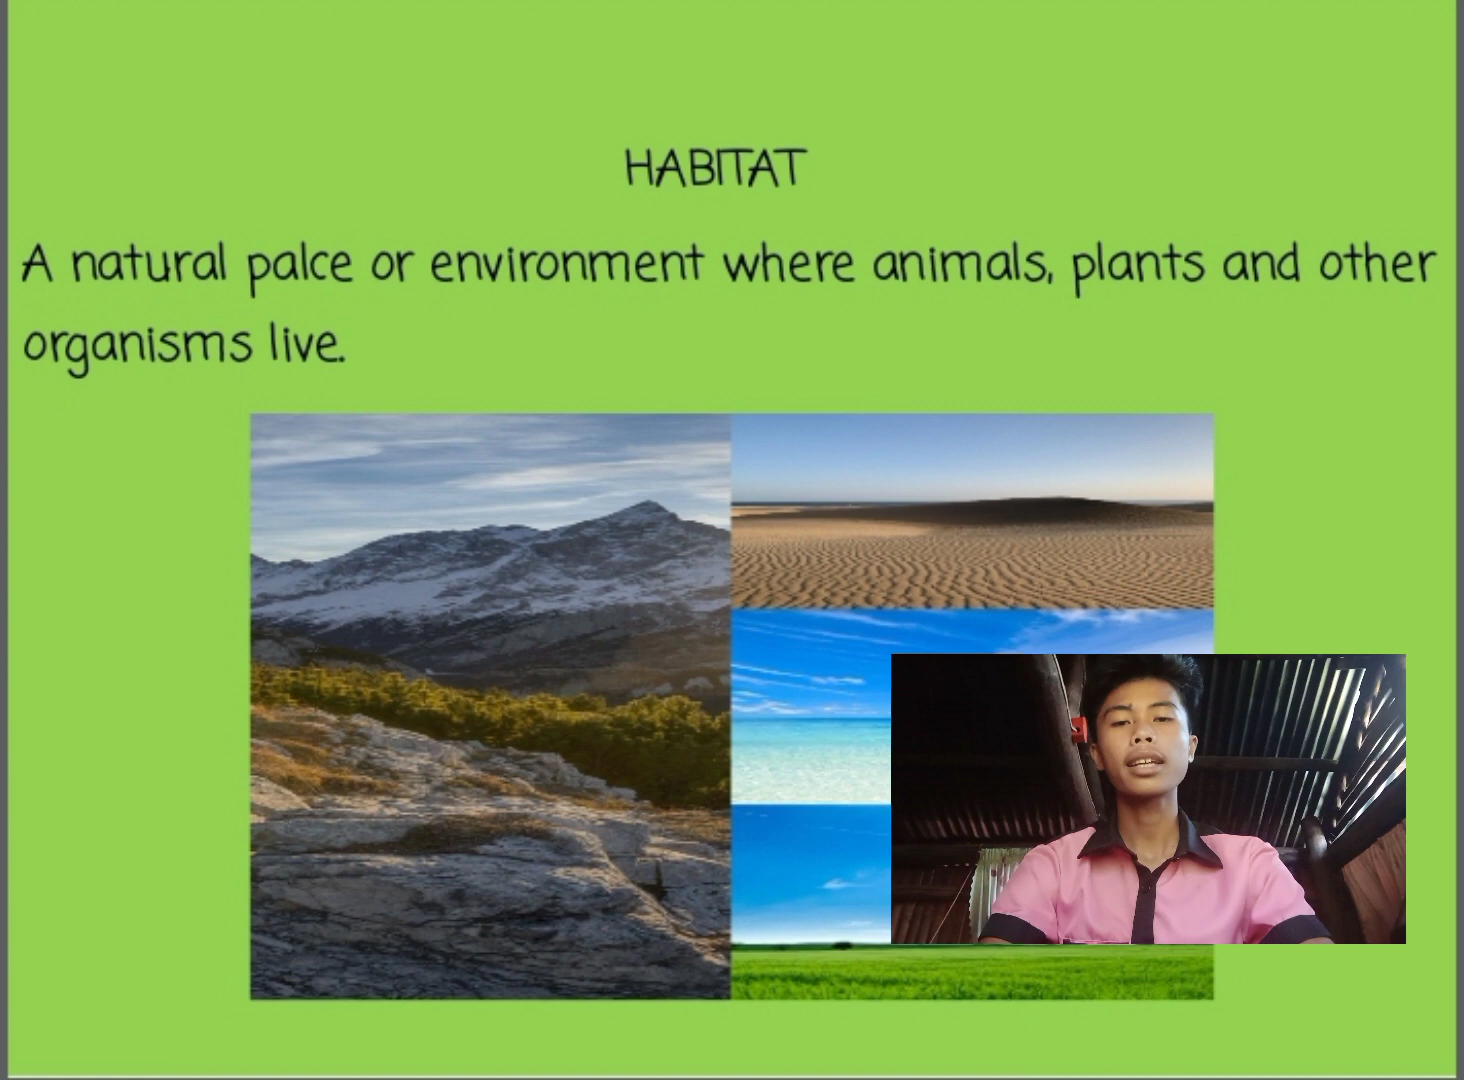 HABITAT
A natural palce or environment where animals, plants and other
organisms live.